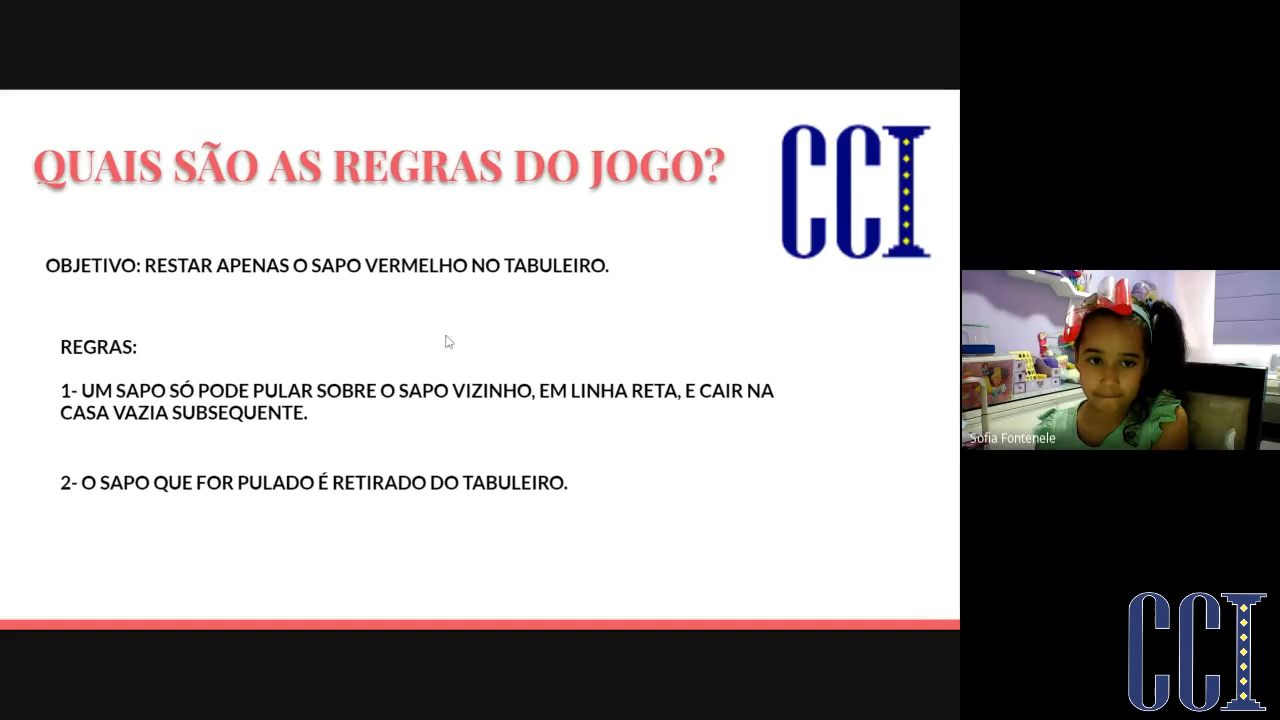 QUAIS SÃO AS REGRAS DO JOGO?
CCI
OBJETIVO: RESTAR APENAS O SAPO VERMELHO NO TABULEIRO.
REGRAS:
1- UM SAPO SÓ PODE PULAR SOBRE O SAPO VIZINHO, EM LINHA RETA, E CAIR NA
CASA VAZIA SUBSEQUENTE.
2- O SAPO QUE FOR PULADO É RETIRADO DO TABULEIRO.
Sofia Fontenele
CCI